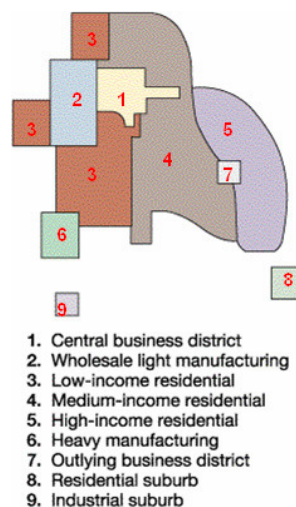 3
2
1
3
5
3
4
7
6
8
9
1. Central business district
2. Wholesale light manufacturing
3. Low-income residential
4. Medium-income residential
5. High-income residential
6. Heavy manufacturing
7. Outlying business district
8. Residential suburb
9. Industrial suburb